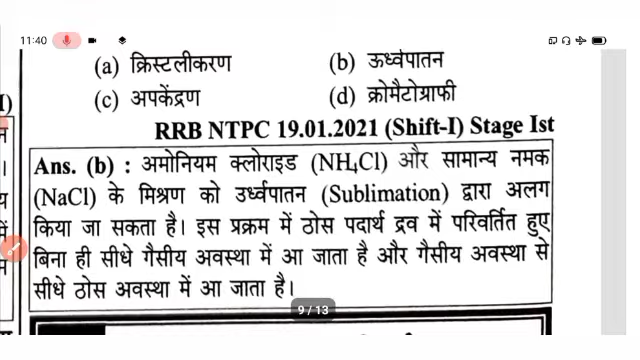 11:40
(a) क्रिस्टलीकरण (b) ऊर्ध्वपातन
(c) अपकेंद्रण (d) क्रोमैटोग्राफी
RRB NTPC 19.01.2021 (Shift-I) Stage Ist
Ans. (b) : अमोनियम क्लोराइड (NH₄Cl) और सामान्य नमक
(NaCl) के मिश्रण को उर्ध्वपातन (Sublimation) द्वारा अलग
किया जा सकता है। इस प्रक्रम में ठोस पदार्थ द्रव में परिवर्तित हुए
बिना ही सीधे गैसीय अवस्था में आ जाता है और गैसीय अवस्था से
सीधे ठोस अवस्था में आ जाता है।
9 / 13